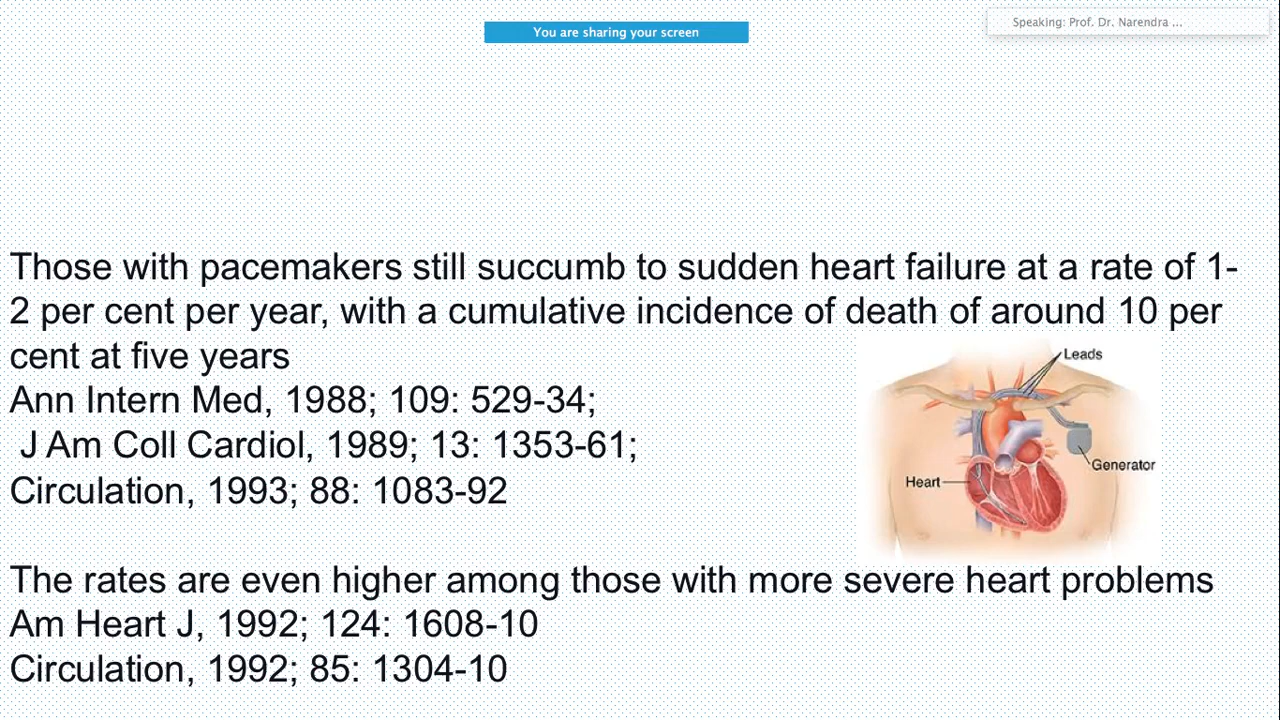 You are sharing your screen
Speaking: Prof. Dr. Narendra ...
Those with pacemakers still succumb to sudden heart failure at a rate of 1-
2 per cent per year, with a cumulative incidence of death of around 10 per
cent at five years
Ann Intern Med, 1988; 109: 529-34;
J Am Coll Cardiol, 1989; 13: 1353-61;
Circulation, 1993; 88: 1083-92
Leads
Generator
Heart
The rates are even higher among those with more severe heart problems
Am Heart J, 1992; 124: 1608-10
Circulation, 1992; 85: 1304-10